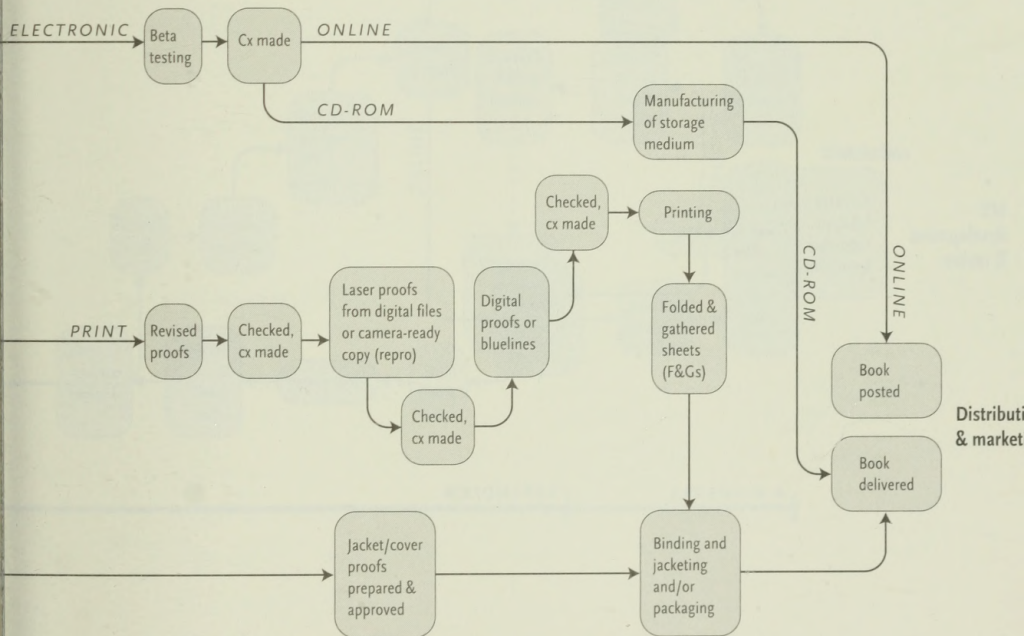 ELECTRONIC
Beta
testing
Cx made
ONLINE
CD-ROM
Manufacturing
of storage
medium
Checked,
cx made
Printing
CD-ROM
ONLINE
PRINT
Revised
proofs
Checked,
cx made
Laser proofs
from digital files
or camera-ready
copy (repro)
Checked,
cx made
Digital
proofs or
bluelines
Folded &
gathered
sheets
(F&Gs)
Book
posted
Distributi
& market
Book
delivered
Jacket/cover
proofs
prepared &
approved
Binding and
jacketing
and/or
packaging